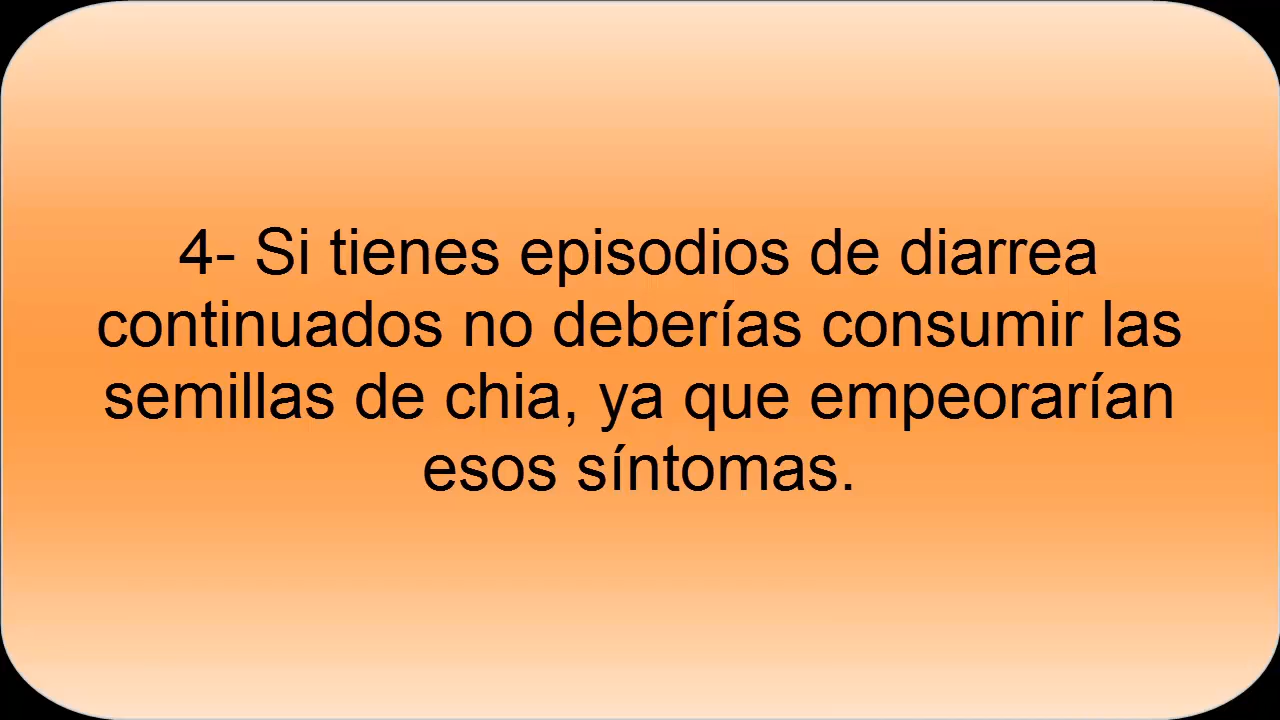 4- Si tienes episodios de diarrea
continuados no deberías consumir las
semillas de chia, ya que empeorarían
esos síntomas.